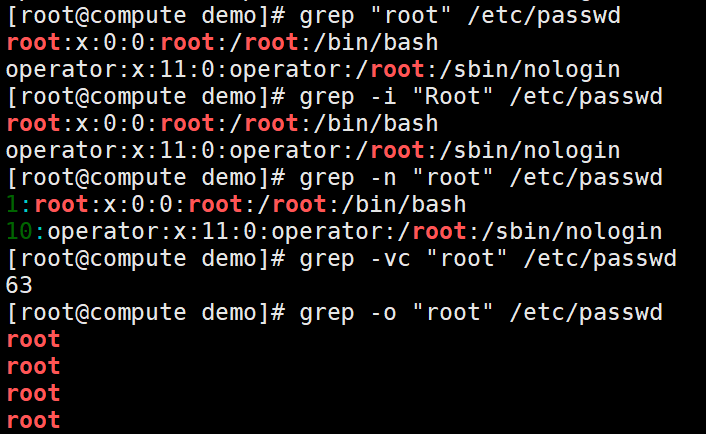 [root@compute demo]# grep "root" /etc/passwd
root:x:0:0:root:/root:/bin/bash
operator:x:11:0:operator:/root:/sbin/nologin
[root@compute demo]# grep -i "Root" /etc/passwd
root:x:0:0:root:/root:/bin/bash
operator:x:11:0:operator:/root:/sbin/nologin
[root@compute demo]# grep -n "root" /etc/passwd
1:root:x:0:0:root:/root:/bin/bash
10:operator:x:11:0:operator:/root:/sbin/nologin
[root@compute demo]# grep -vc "root" /etc/passwd
63
[root@compute demo]# grep -o "root" /etc/passwd
root
root
root
root